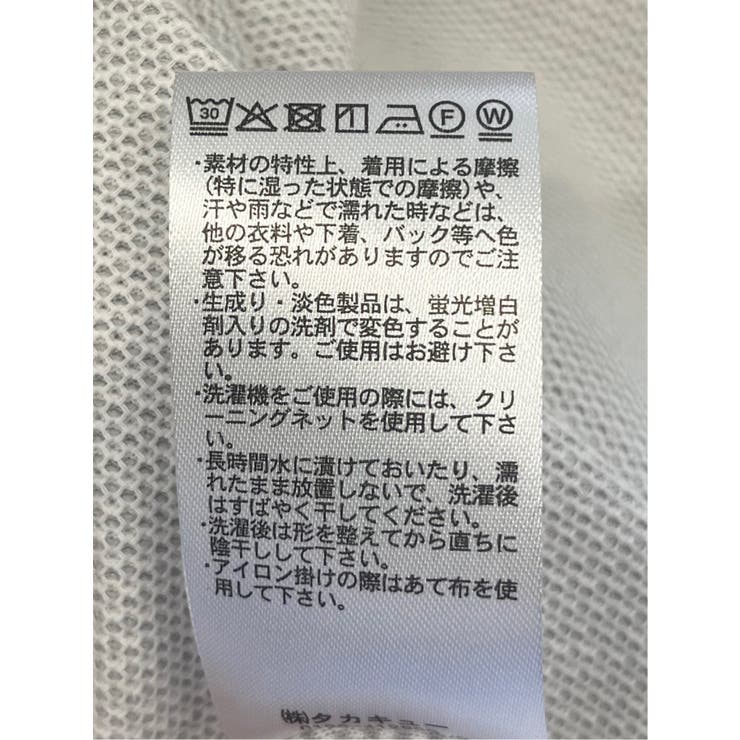 30 F W
・素材の特性上、着用による摩擦
(特に湿った状態での摩擦)や、
汗や雨などで濡れた時などは、
他の衣料や下着、バック等へ色
が移る恐れがありますのでご注
意下さい。
・生成り・淡色製品は、蛍光増白
剤入りの洗剤で変色することが
あります。ご使用はお避け下さ
い。
・洗濯機をご使用の際には、クリ
ーニングネットを使用して下さ
い。
・長時間水に漬けておいたり、濡
れたまま放置しないで、洗濯後
はすばやく干してください。
・洗濯後は形を整えてから直ちに
陰干しして下さい。
・アイロン掛けの際はあて布を使
用して下さい。
㈱タカキュー